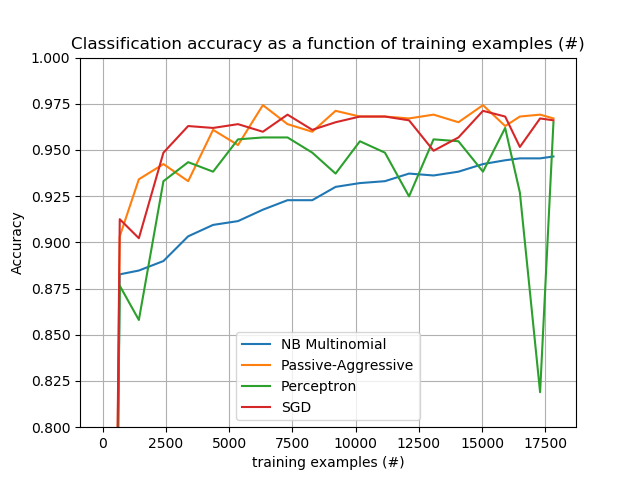 Classification accuracy as a function of training examples (#)
1.000
0.975
0.950
0.925
0.900
0.875
0.850
0.825
0.800
Accuracy
NB Multinomial
Passive-Aggressive
Perceptron
SGD
0 2500 5000 7500 10000 12500 15000 17500
training examples (#)